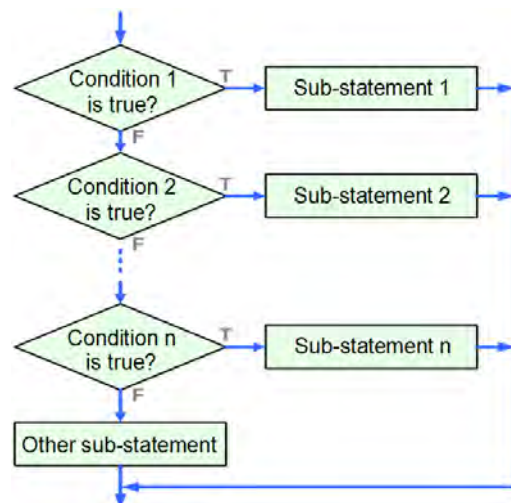 Condition 1
is true?
T
Sub-statement 1
F
Condition 2
is true?
T
Sub-statement 2
F
Condition n
is true?
T
Sub-statement n
F
Other sub-statement